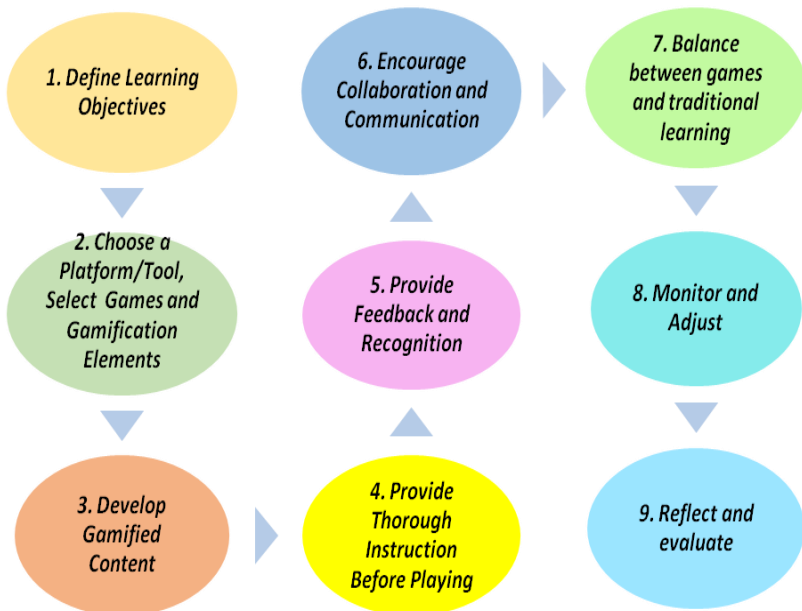 1. Define Learning
Objectives
2. Choose a
Platform/Tool,
Select Games and
Gamification
Elements
3. Develop
Gamified
Content
4. Provide
Thorough
Instruction
Before Playing
5. Provide
Feedback and
Recognition
6. Encourage
Collaboration and
Communication
7. Balance
between games
and traditional
learning
8. Monitor and
Adjust
9. Reflect and
evaluate